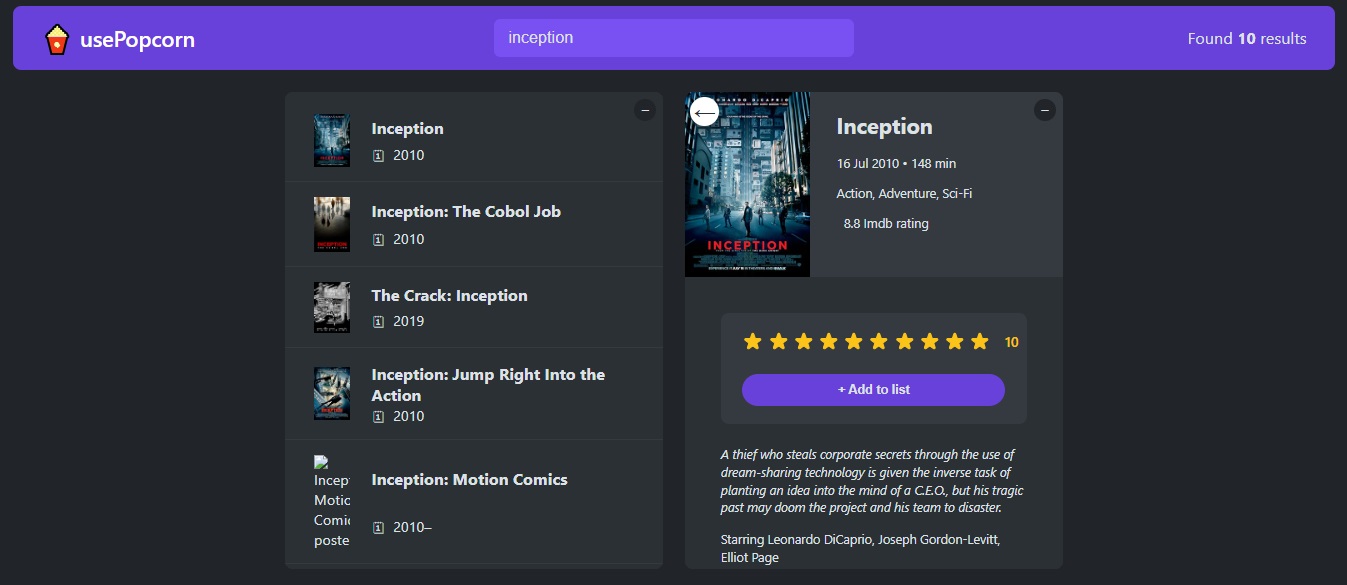 usePopcorn
inception
Found 10 results
Inception
2010
Inception: The Cobol Job
2010
The Crack: Inception
2019
Inception: Jump Right Into the
Action
2010
Incep
Motic
Comic
poste
Inception: Motion Comics
2010–
INCEPTION
Inception
16 Jul 2010 • 148 min
Action, Adventure, Sci-Fi
8.8 Imdb rating
10
+ Add to list
A thief who steals corporate secrets through the use of
dream-sharing technology is given the inverse task of
planting an idea into the mind of a C.E.O., but his tragic
past may doom the project and his team to disaster.
Starring Leonardo DiCaprio, Joseph Gordon-Levitt,
Elliot Page